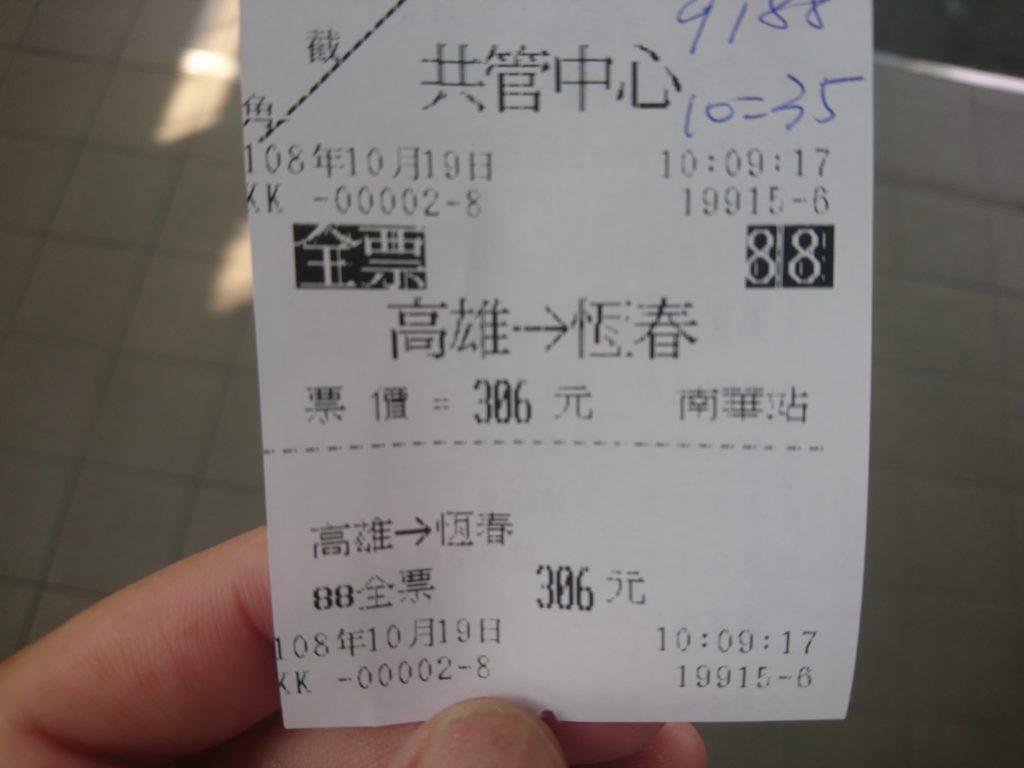 9188
截
共管中心
10=35
角
108年10月19日 10:09:17
KK -00002-8 19915-6
全票 88
高雄→恆春
票 價 = 306 元 南華站
高雄→恆春
88全票 306 元
108年10月19日 10:09:17
KK -00002-8 19915-6